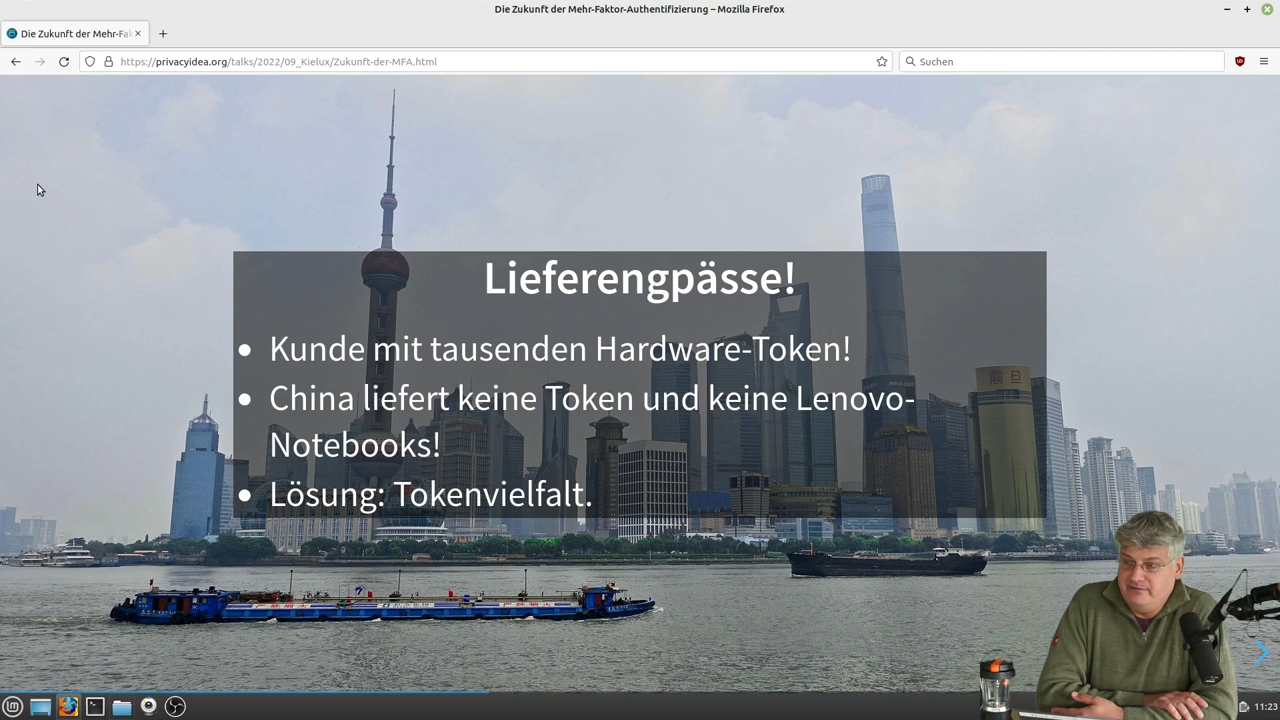 Die Zukunft der Mehr-Faktor-Authentifizierung – Mozilla Firefox
Die Zukunft der Mehr-Fak
https://privacyidea.org/talks/2022/09_Kielux/Zukunft-der-MFA.html
Suchen
Lieferengpässe!
Kunde mit tausenden Hardware-Token!
China liefert keine Token und keine Lenovo-
Notebooks!
Lösung: Tokenvielfalt.
11:23